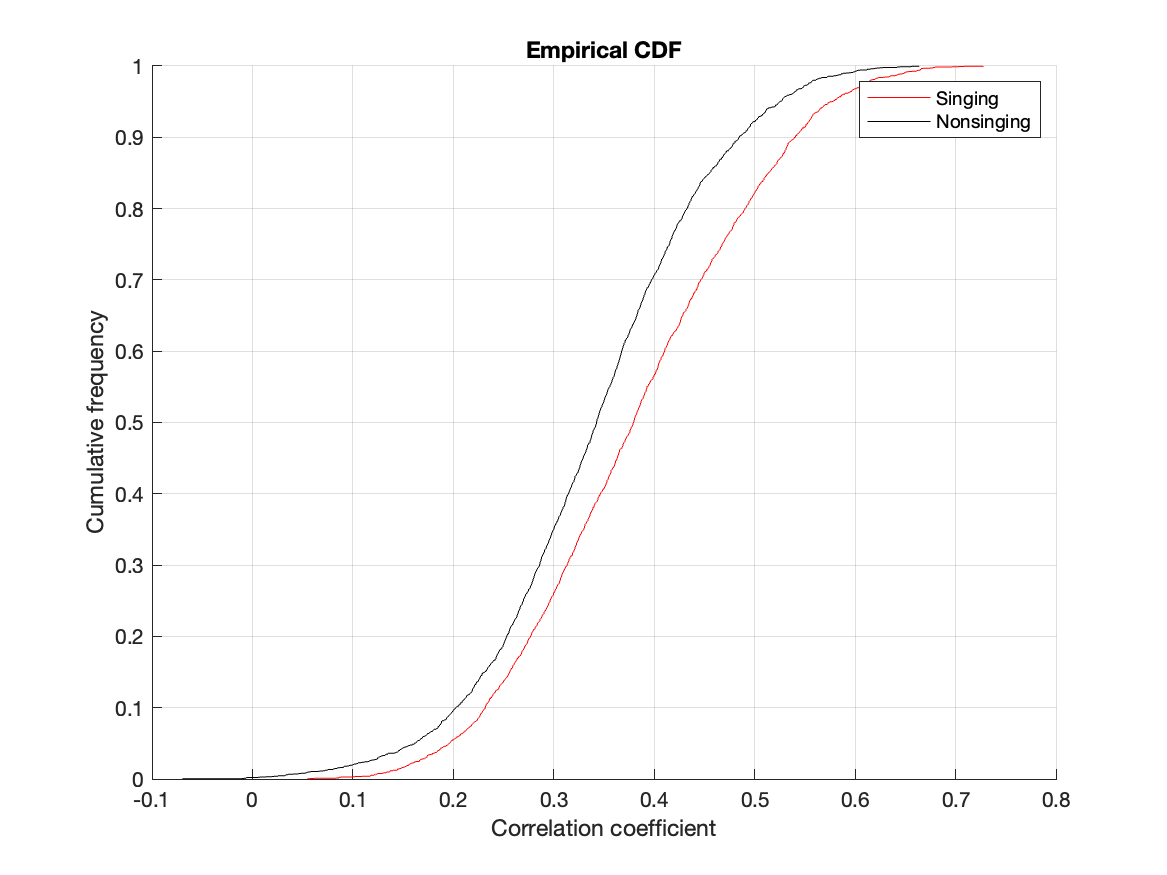 Empirical CDF
1
0.9
0.8
0.7
0.6
0.5
0.4
0.3
0.2
0.1
0
Cumulative frequency
Singing
Nonsinging
-0.1 0 0.1 0.2 0.3 0.4 0.5 0.6 0.7 0.8
Correlation coefficient